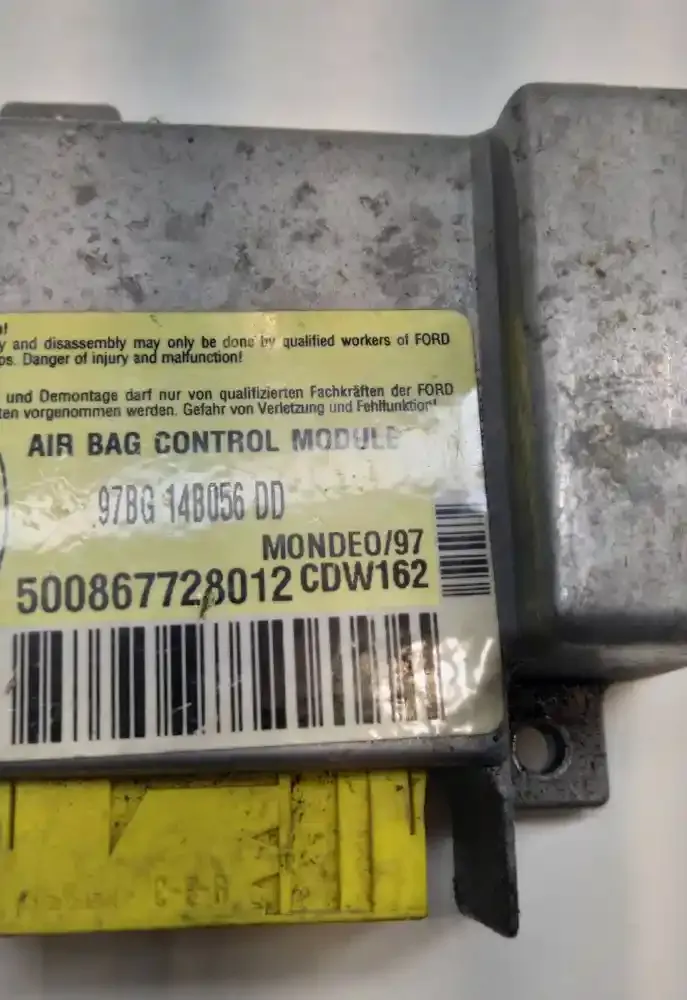 y and disassembly may only be done by qualified workers of FORD
ps. Danger of injury and malfunction!
und Demontage darf nur von qualifizierten Fachkräften der FORD
ten vorgenommen werden. Gefahr von Verletzung und Fehlfunktion!
AIR BAG CONTROL MODULE
97BG 14B056 DD
MONDEO/97
500867728012 CDW162